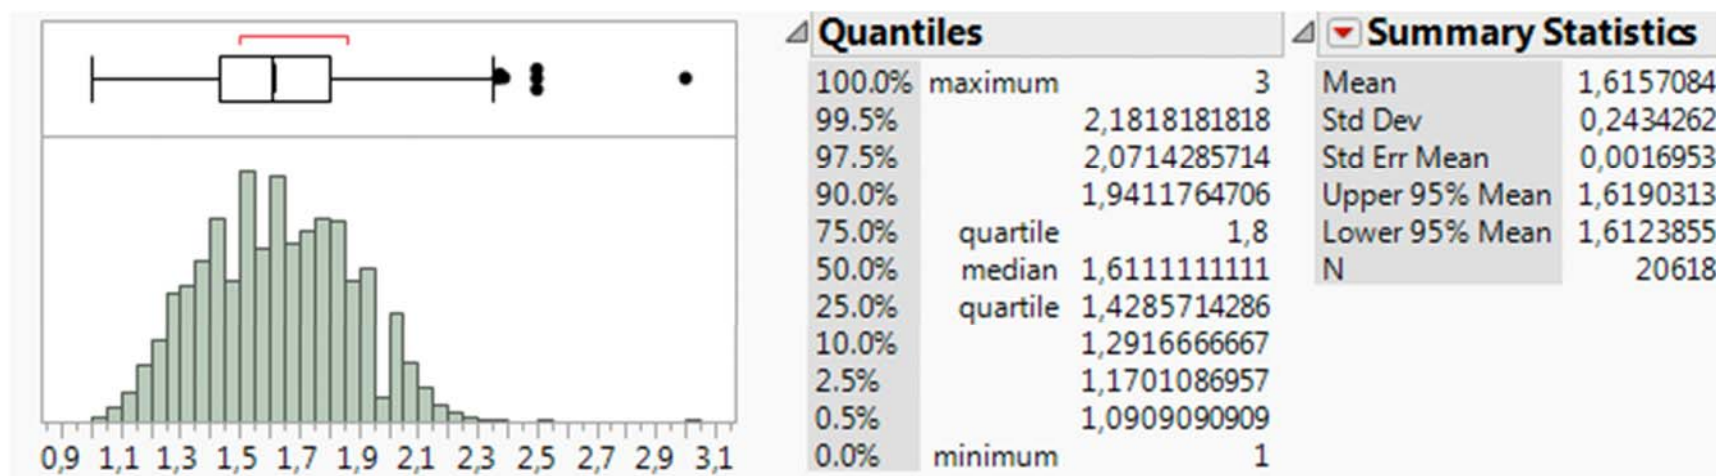 0,9 1,1 1,3 1,5 1,7 1,9 2,1 2,3 2,5 2,7 2,9 3,1
Quantiles
100.0% maximum 3
99.5% 2,1818181818
97.5% 2,0714285714
90.0% 1,9411764706
75.0% quartile 1,8
50.0% median 1,6111111111
25.0% quartile 1,4285714286
10.0% 1,2916666667
2.5% 1,1701086957
0.5% 1,0909090909
0.0% minimum 1
Summary Statistics
Mean 1,6157084
Std Dev 0,2434262
Std Err Mean 0,0016953
Upper 95% Mean 1,6190313
Lower 95% Mean 1,6123855
N 20618